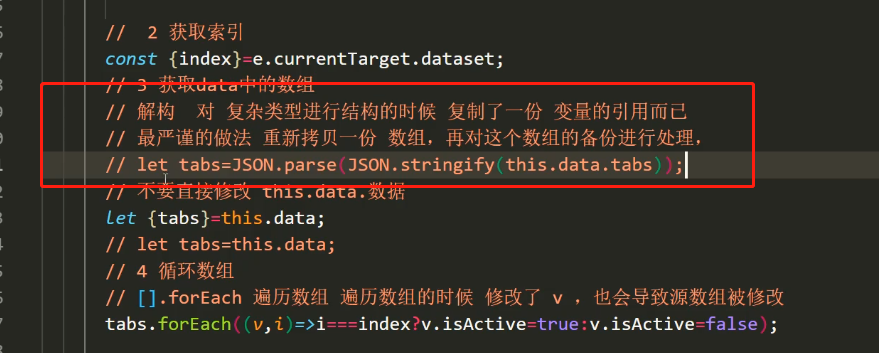 //  2 获取索引
const {index}=e.currentTarget.dataset;
// 3 获取data中的数组
// 解构  对 复杂类型进行结构的时候 复制了一份 变量的引用而已
// 最严谨的做法 重新拷贝一份 数组，再对这个数组的备份进行处理，
// let tabs=JSON.parse(JSON.stringify(this.data.tabs));
// 不要直接修改 this.data.数据
let {tabs}=this.data;
// let tabs=this.data;
// 4 循环数组
// [].forEach 遍历数组 遍历数组的时候 修改了 v ，也会导致源数组被修改
tabs.forEach((v,i)=>i===index?v.isActive=true:v.isActive=false);